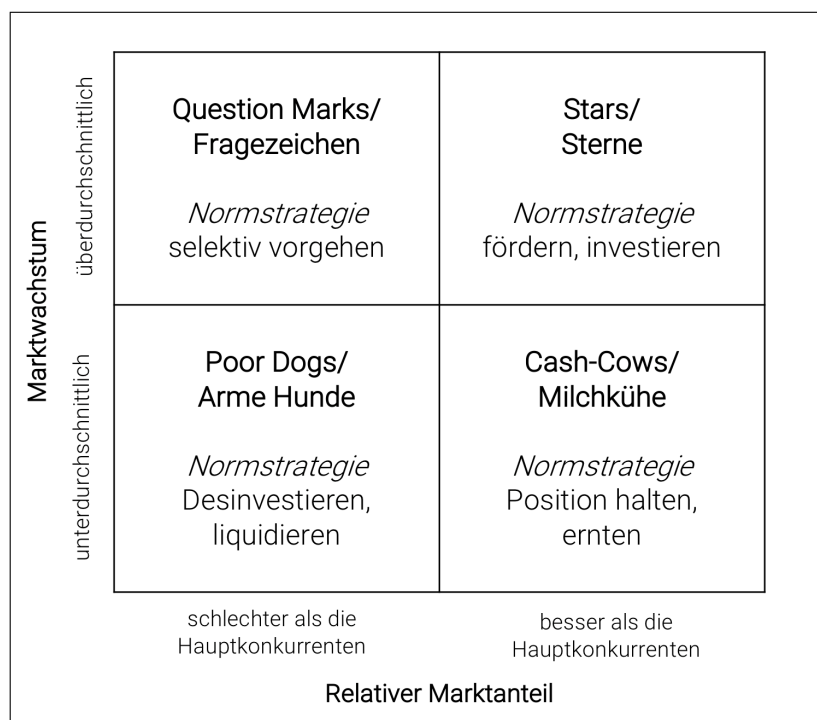 Marktwachstum
überdurchschnittlich
Question Marks/
Fragezeichen
Normstrategie
selektiv vorgehen
Stars/
Sterne
Normstrategie
fördern, investieren
unterdurchschnittlich
Poor Dogs/
Arme Hunde
Normstrategie
Desinvestieren,
liquidieren
Cash-Cows/
Milchkühe
Normstrategie
Position halten,
ernten
schlechter als die
Hauptkonkurrenten
besser als die
Hauptkonkurrenten
Relativer Marktanteil